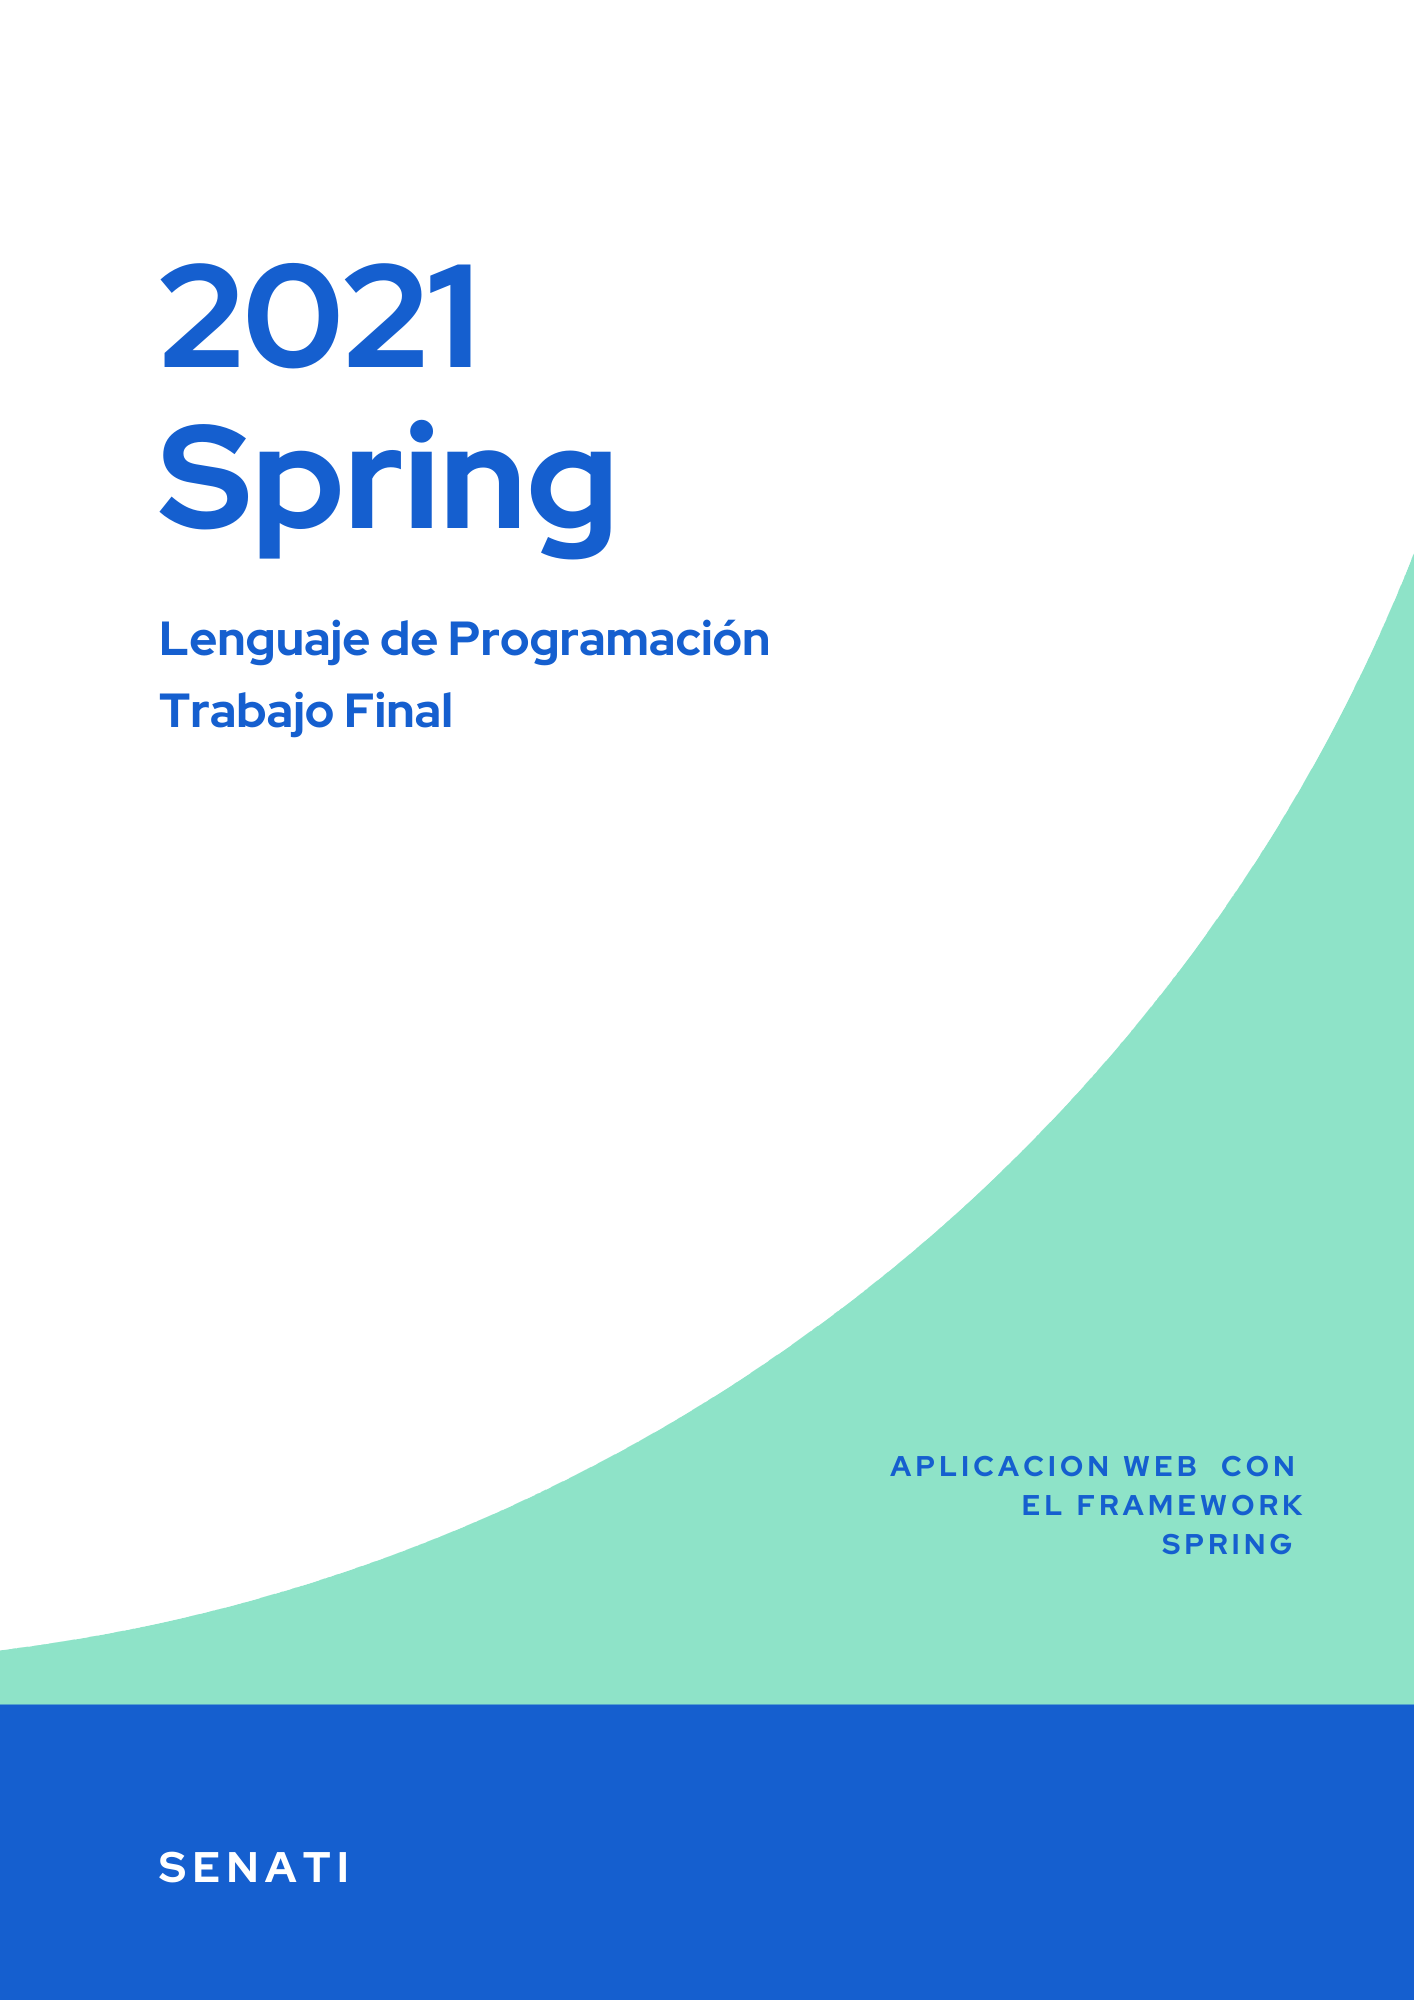 2021
Spring
Lenguaje de Programación
Trabajo Final
APLICACION WEB  CON
EL FRAMEWORK
SPRING
SENATI